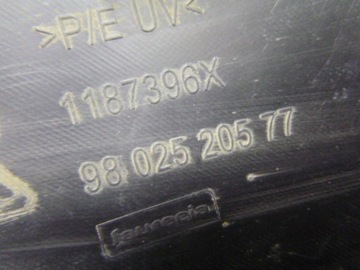 >P/E UV<
1187396X
98 025 205 77
faurecia